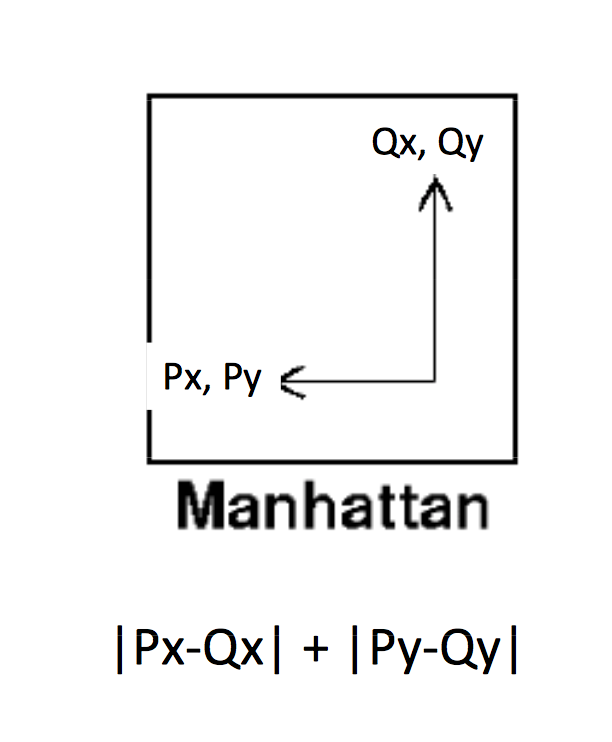 Qx, Qy
Px, Py
Manhattan
|Px-Qx| + |Py-Qy|